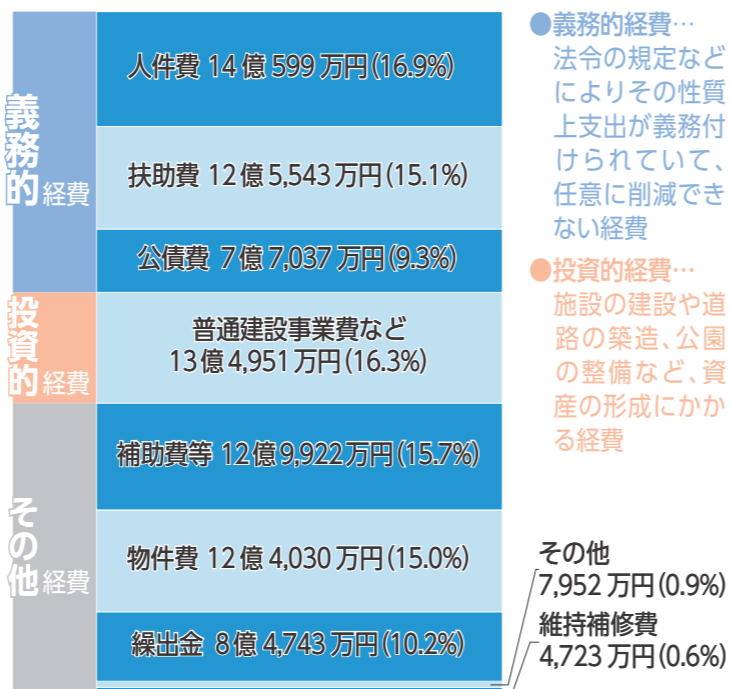 義務的経費
人件費 14億599万円(16.9%)
扶助費 12億5,543万円(15.1%)
公債費 7億7,037万円(9.3%)
投資的経費
普通建設事業費など
13億4,951万円(16.3%)
その他経費
補助費等 12億9,922万円(15.7%)
物件費 12億4,030万円(15.0%)
繰出金 8億4,743万円(10.2%)
●義務的経費…
法令の規定など
によりその性質
上支出が義務付
けられていて、
任意に削減でき
ない経費
●投資的経費…
施設の建設や道
路の築造、公園
の整備など、資
産の形成にかか
る経費
その他
7,952万円(0.9%)
維持補修費
4,723万円(0.6%)